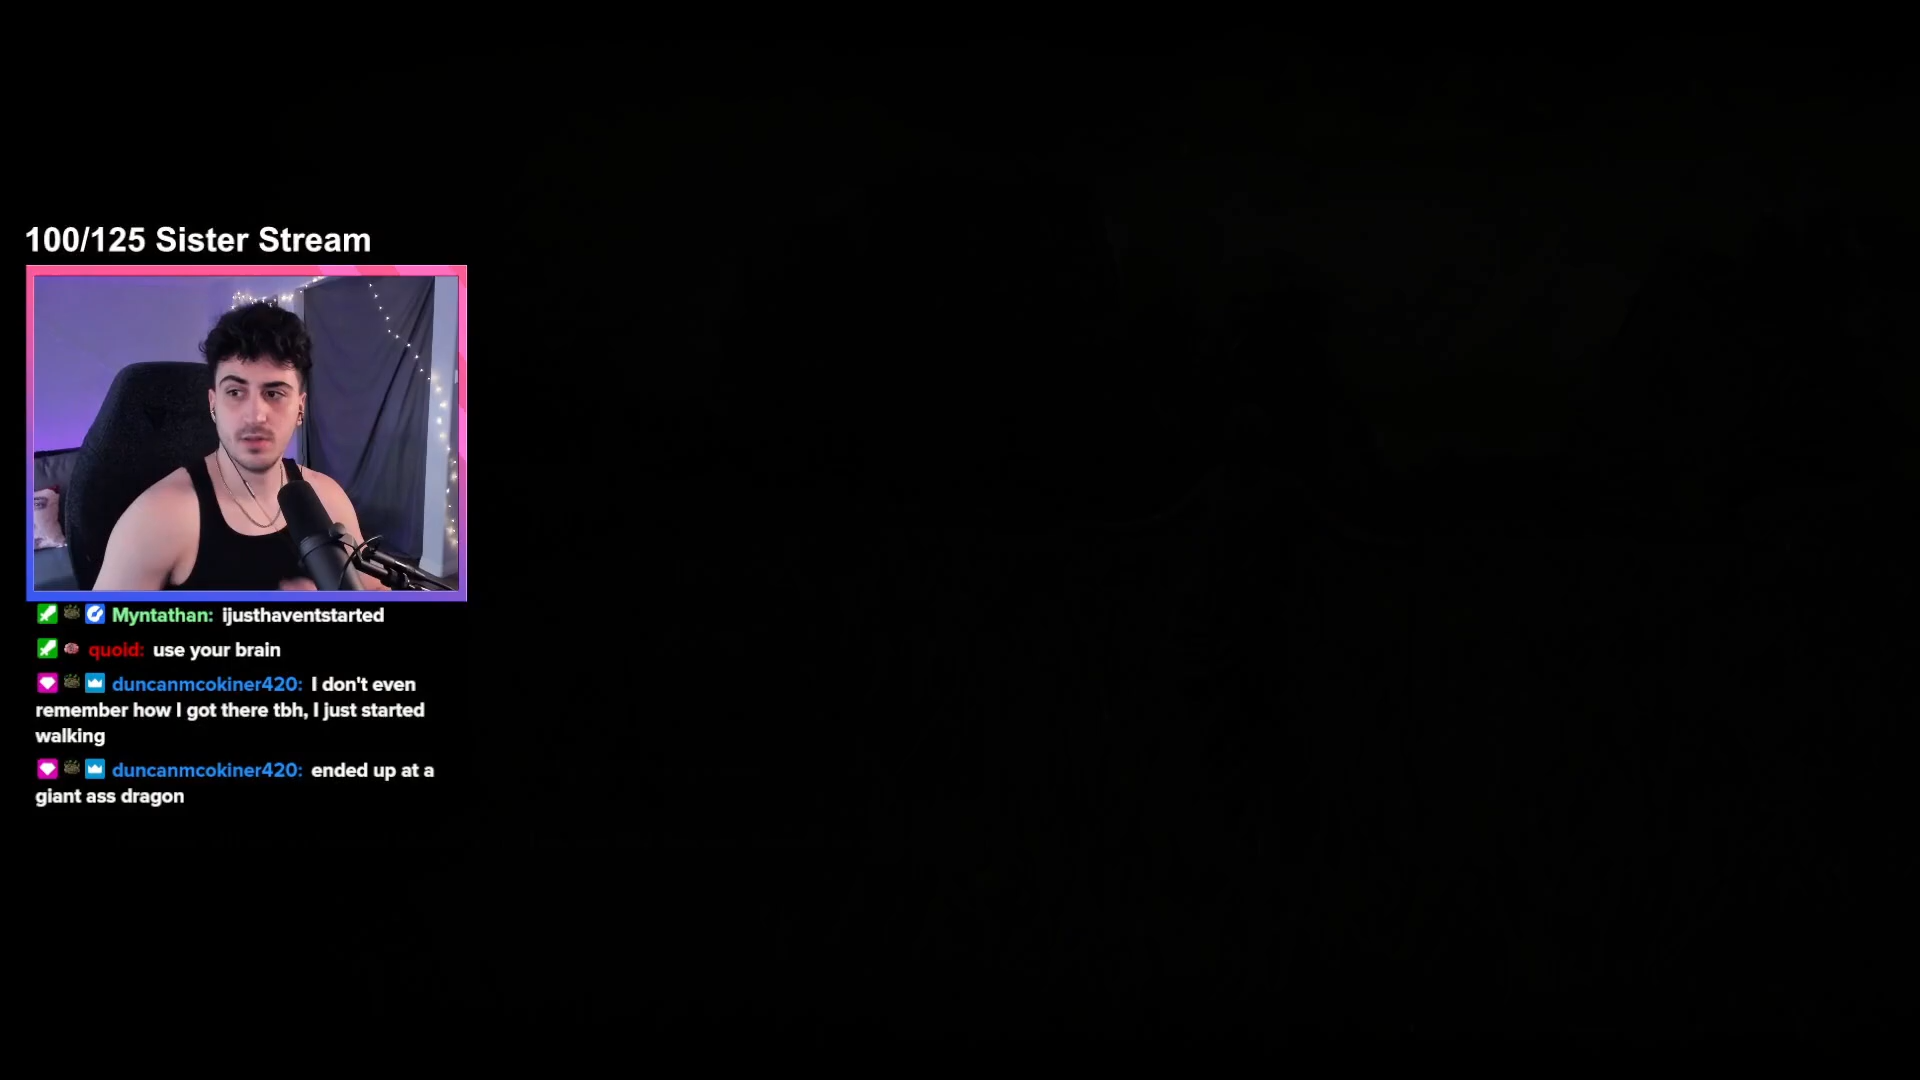 100/125 Sister Stream
Myntathan: ijusthaventstarted
quold: use your brain
duncanmcokiner420: I don't even
remember how I got there tbh, I just started
walking
duncanmcokiner420: ended up at a
giant ass dragon